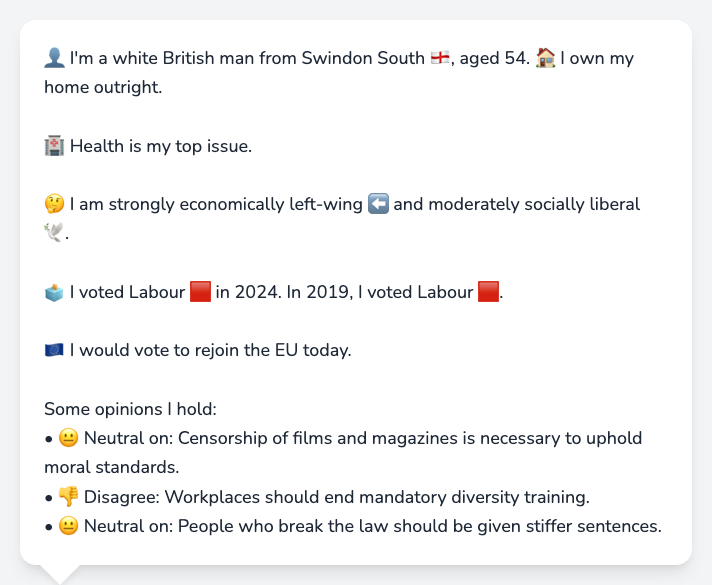 👤 I'm a white British man from Swindon South 🏴󠁧󠁢󠁥󠁮󠁧󠁿, aged 54. 🏠 I own my
home outright.
🏥 Health is my top issue.
🤔 I am strongly economically left-wing ⬅️ and moderately socially liberal
🕊️.
🗳️ I voted Labour 🟥 in 2024. In 2019, I voted Labour 🟥.
🇪🇺 I would vote to rejoin the EU today.
Some opinions I hold:
• 😐 Neutral on: Censorship of films and magazines is necessary to uphold
moral standards.
• 👎 Disagree: Workplaces should end mandatory diversity training.
• 😐 Neutral on: People who break the law should be given stiffer sentences.